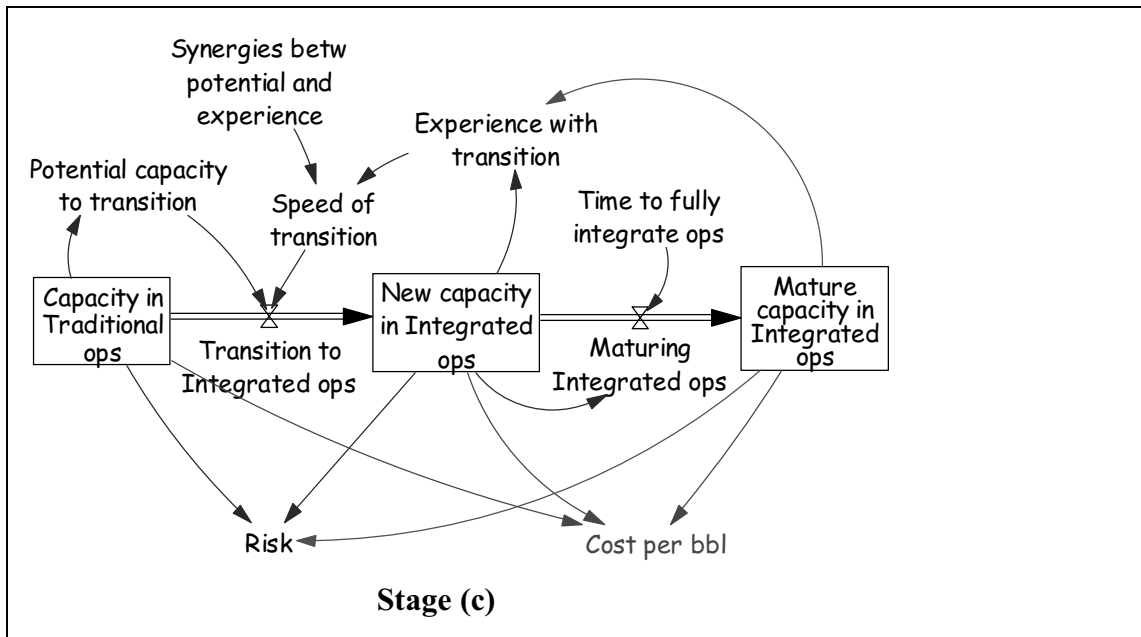 Synergies betw
potential and
experience
Experience with
transition
Potential capacity
to transition
Speed of
transition
Time to fully
integrate ops
Capacity in
Traditional
ops
New capacity
in Integrated
ops
Mature
capacity in
Integrated
ops
Transition to
Integrated ops
Maturing
Integrated ops
Risk
Cost per bbl
Stage (c)